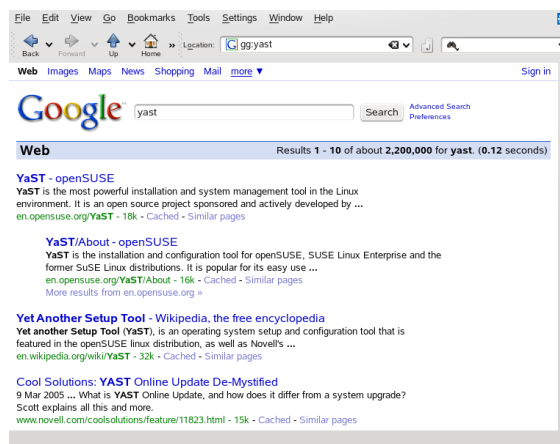 File Edit View Go Bookmarks Tools Settings Window Help
Back Forward Up Home » Location: gg:yast
Web Images Maps News Shopping Mail more ▼ Sign in
Google yast Search Advanced Search
Preferences
Web Results 1 - 10 of about 2,200,000 for yast. (0.12 seconds)
YaST - openSUSE
YaST is the most powerful installation and system management tool in the Linux
environment. It is an open source project sponsored and actively developed by ...
en.opensuse.org/YaST - 18k - Cached - Similar pages
YaST/About - openSUSE
YaST is the installation and configuration tool for openSUSE, SUSE Linux Enterprise and the
former SuSE Linux distributions. It is popular for its easy use ...
en.opensuse.org/YaST/About - 16k - Cached - Similar pages
More results from en.opensuse.org »
Yet Another Setup Tool - Wikipedia, the free encyclopedia
Yet another Setup Tool (YaST), is an operating system setup and configuration tool that is
featured in the openSUSE linux distribution, as well as Novell's ...
en.wikipedia.org/wiki/YaST - 32k - Cached - Similar pages
Cool Solutions: YAST Online Update De-Mystified
9 Mar 2005 ... What is YAST Online Update, and how does it differ from a system upgrade?
Scott explains all this and more.
www.novell.com/coolsolutions/feature/11823.html - 15k - Cached - Similar pages